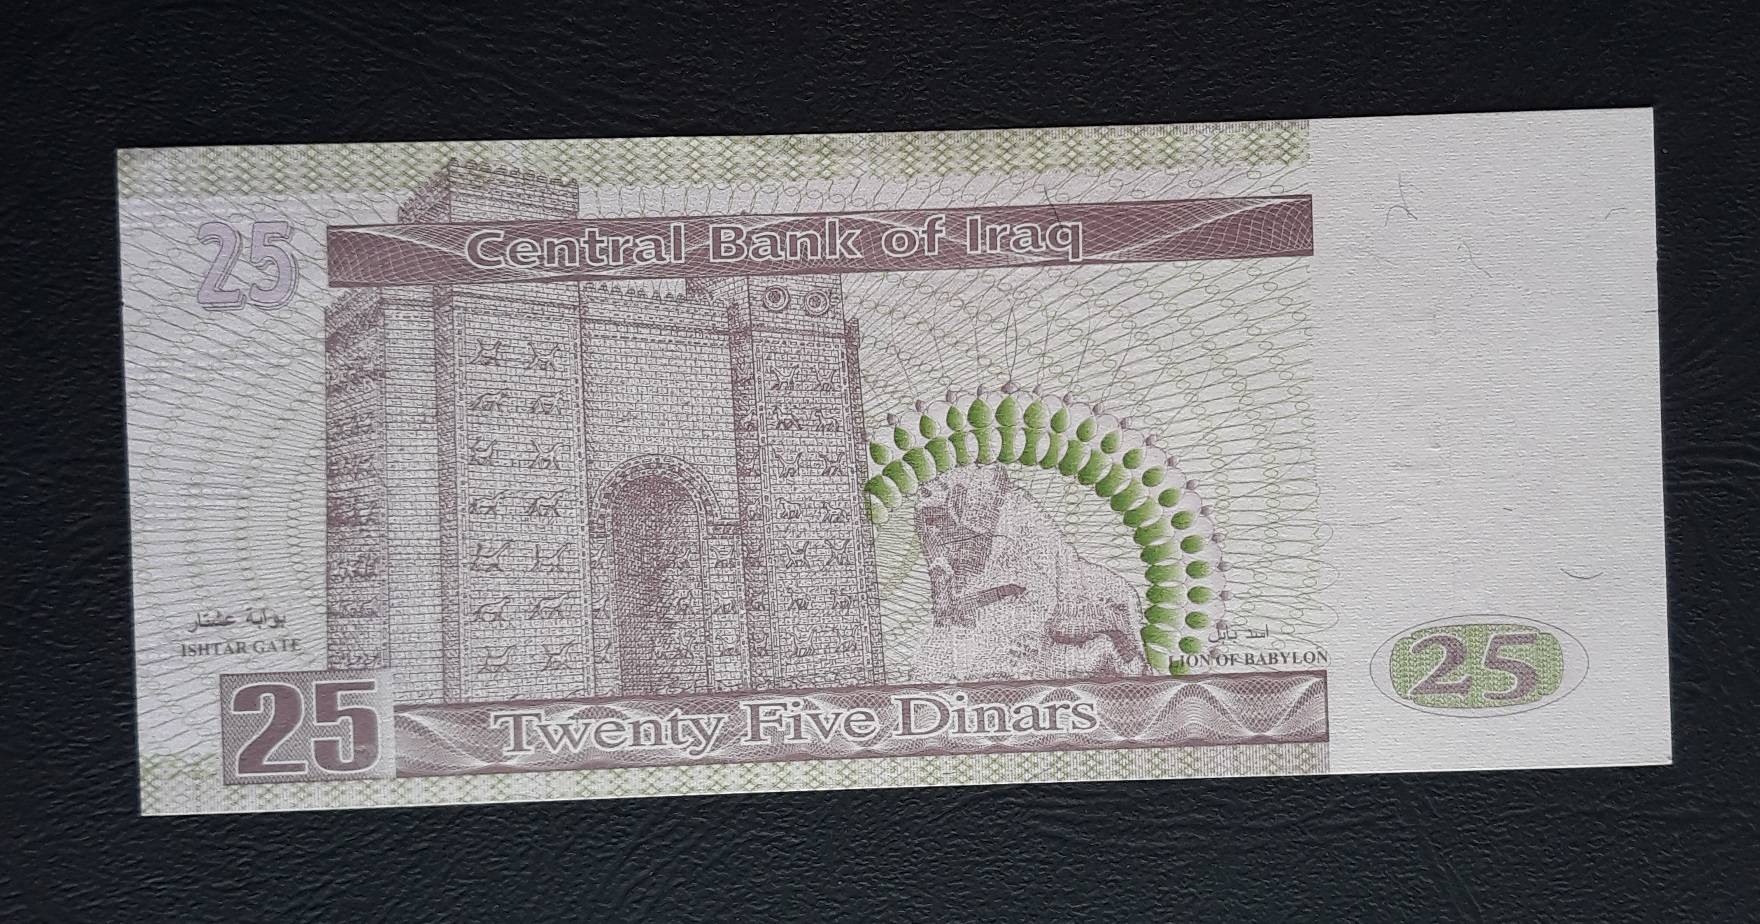 25
Central Bank of Iraq
بوابة عشتار
ISHTAR GATE
اسد بابل
LION OF BABYLON
25
Twenty Five Dinars
25